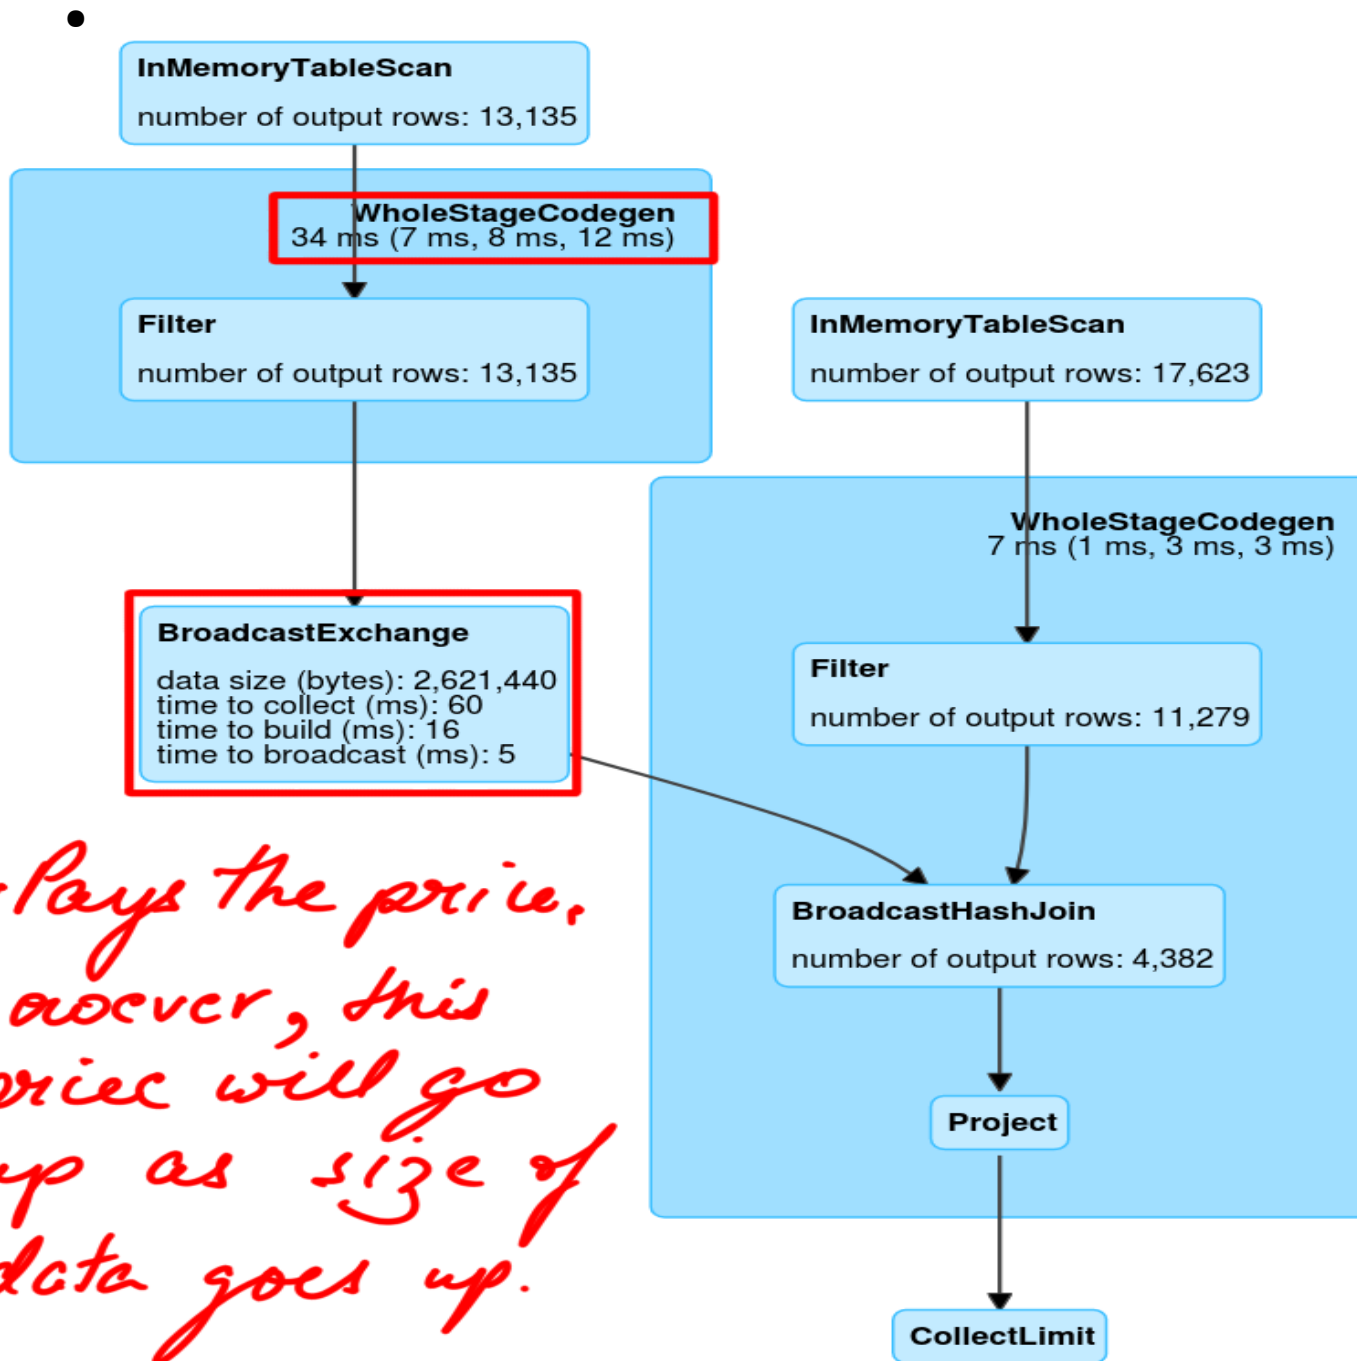 InMemoryTableScan
number of output rows: 13,135
WholeStageCodegen
34 ms (7 ms, 8 ms, 12 ms)
Filter
number of output rows: 13,135
InMemoryTableScan
number of output rows: 17,623
WholeStageCodegen
7 ms (1 ms, 3 ms, 3 ms)
BroadcastExchange
data size (bytes): 2,621,440
time to collect (ms): 60
time to build (ms): 16
time to broadcast (ms): 5
Filter
number of output rows: 11,279
BroadcastHashJoin
number of output rows: 4,382
Project
CollectLimit
Pays the price.
this
will go
up as size of
data goes up.